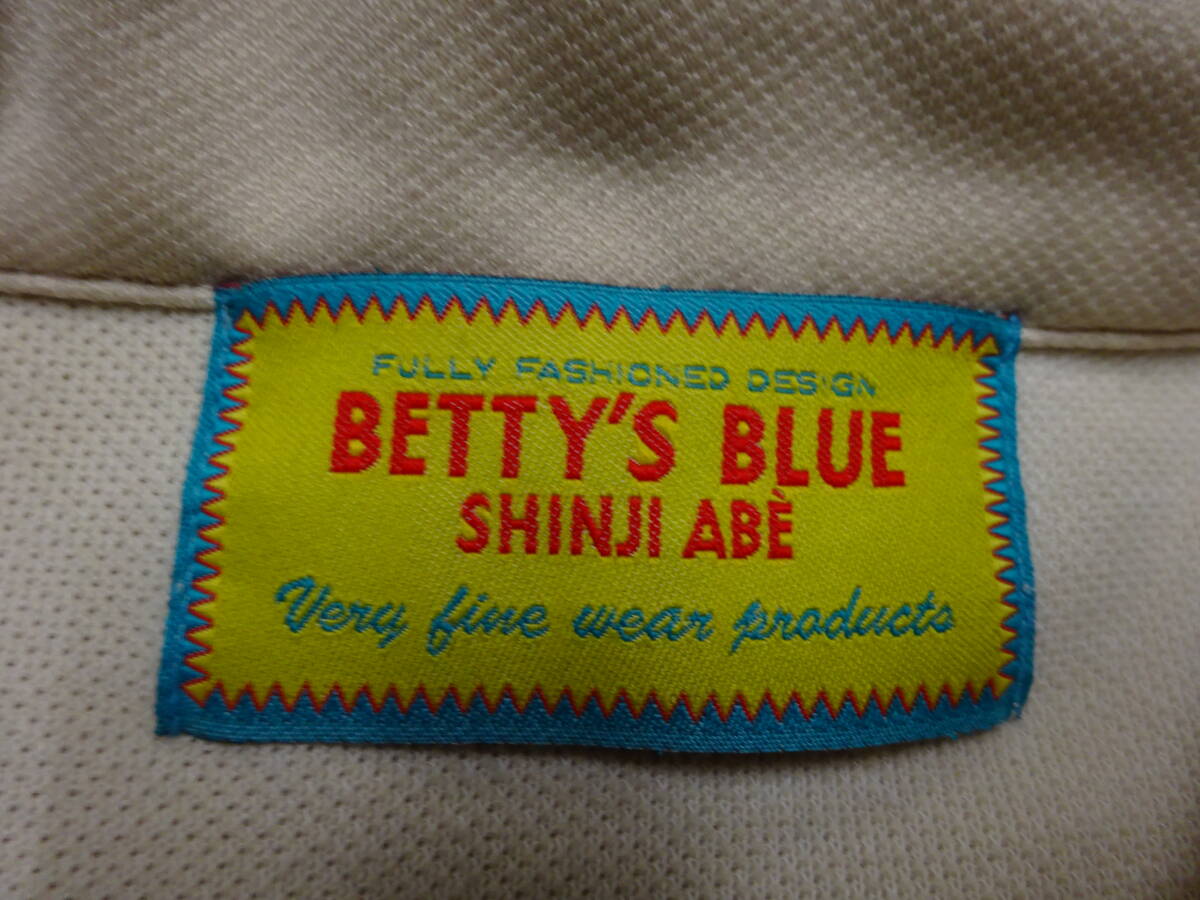 FULLY FASHIONED DESIGN
BETTY'S BLUE
SHINJI ABÈ
Very fine wear products